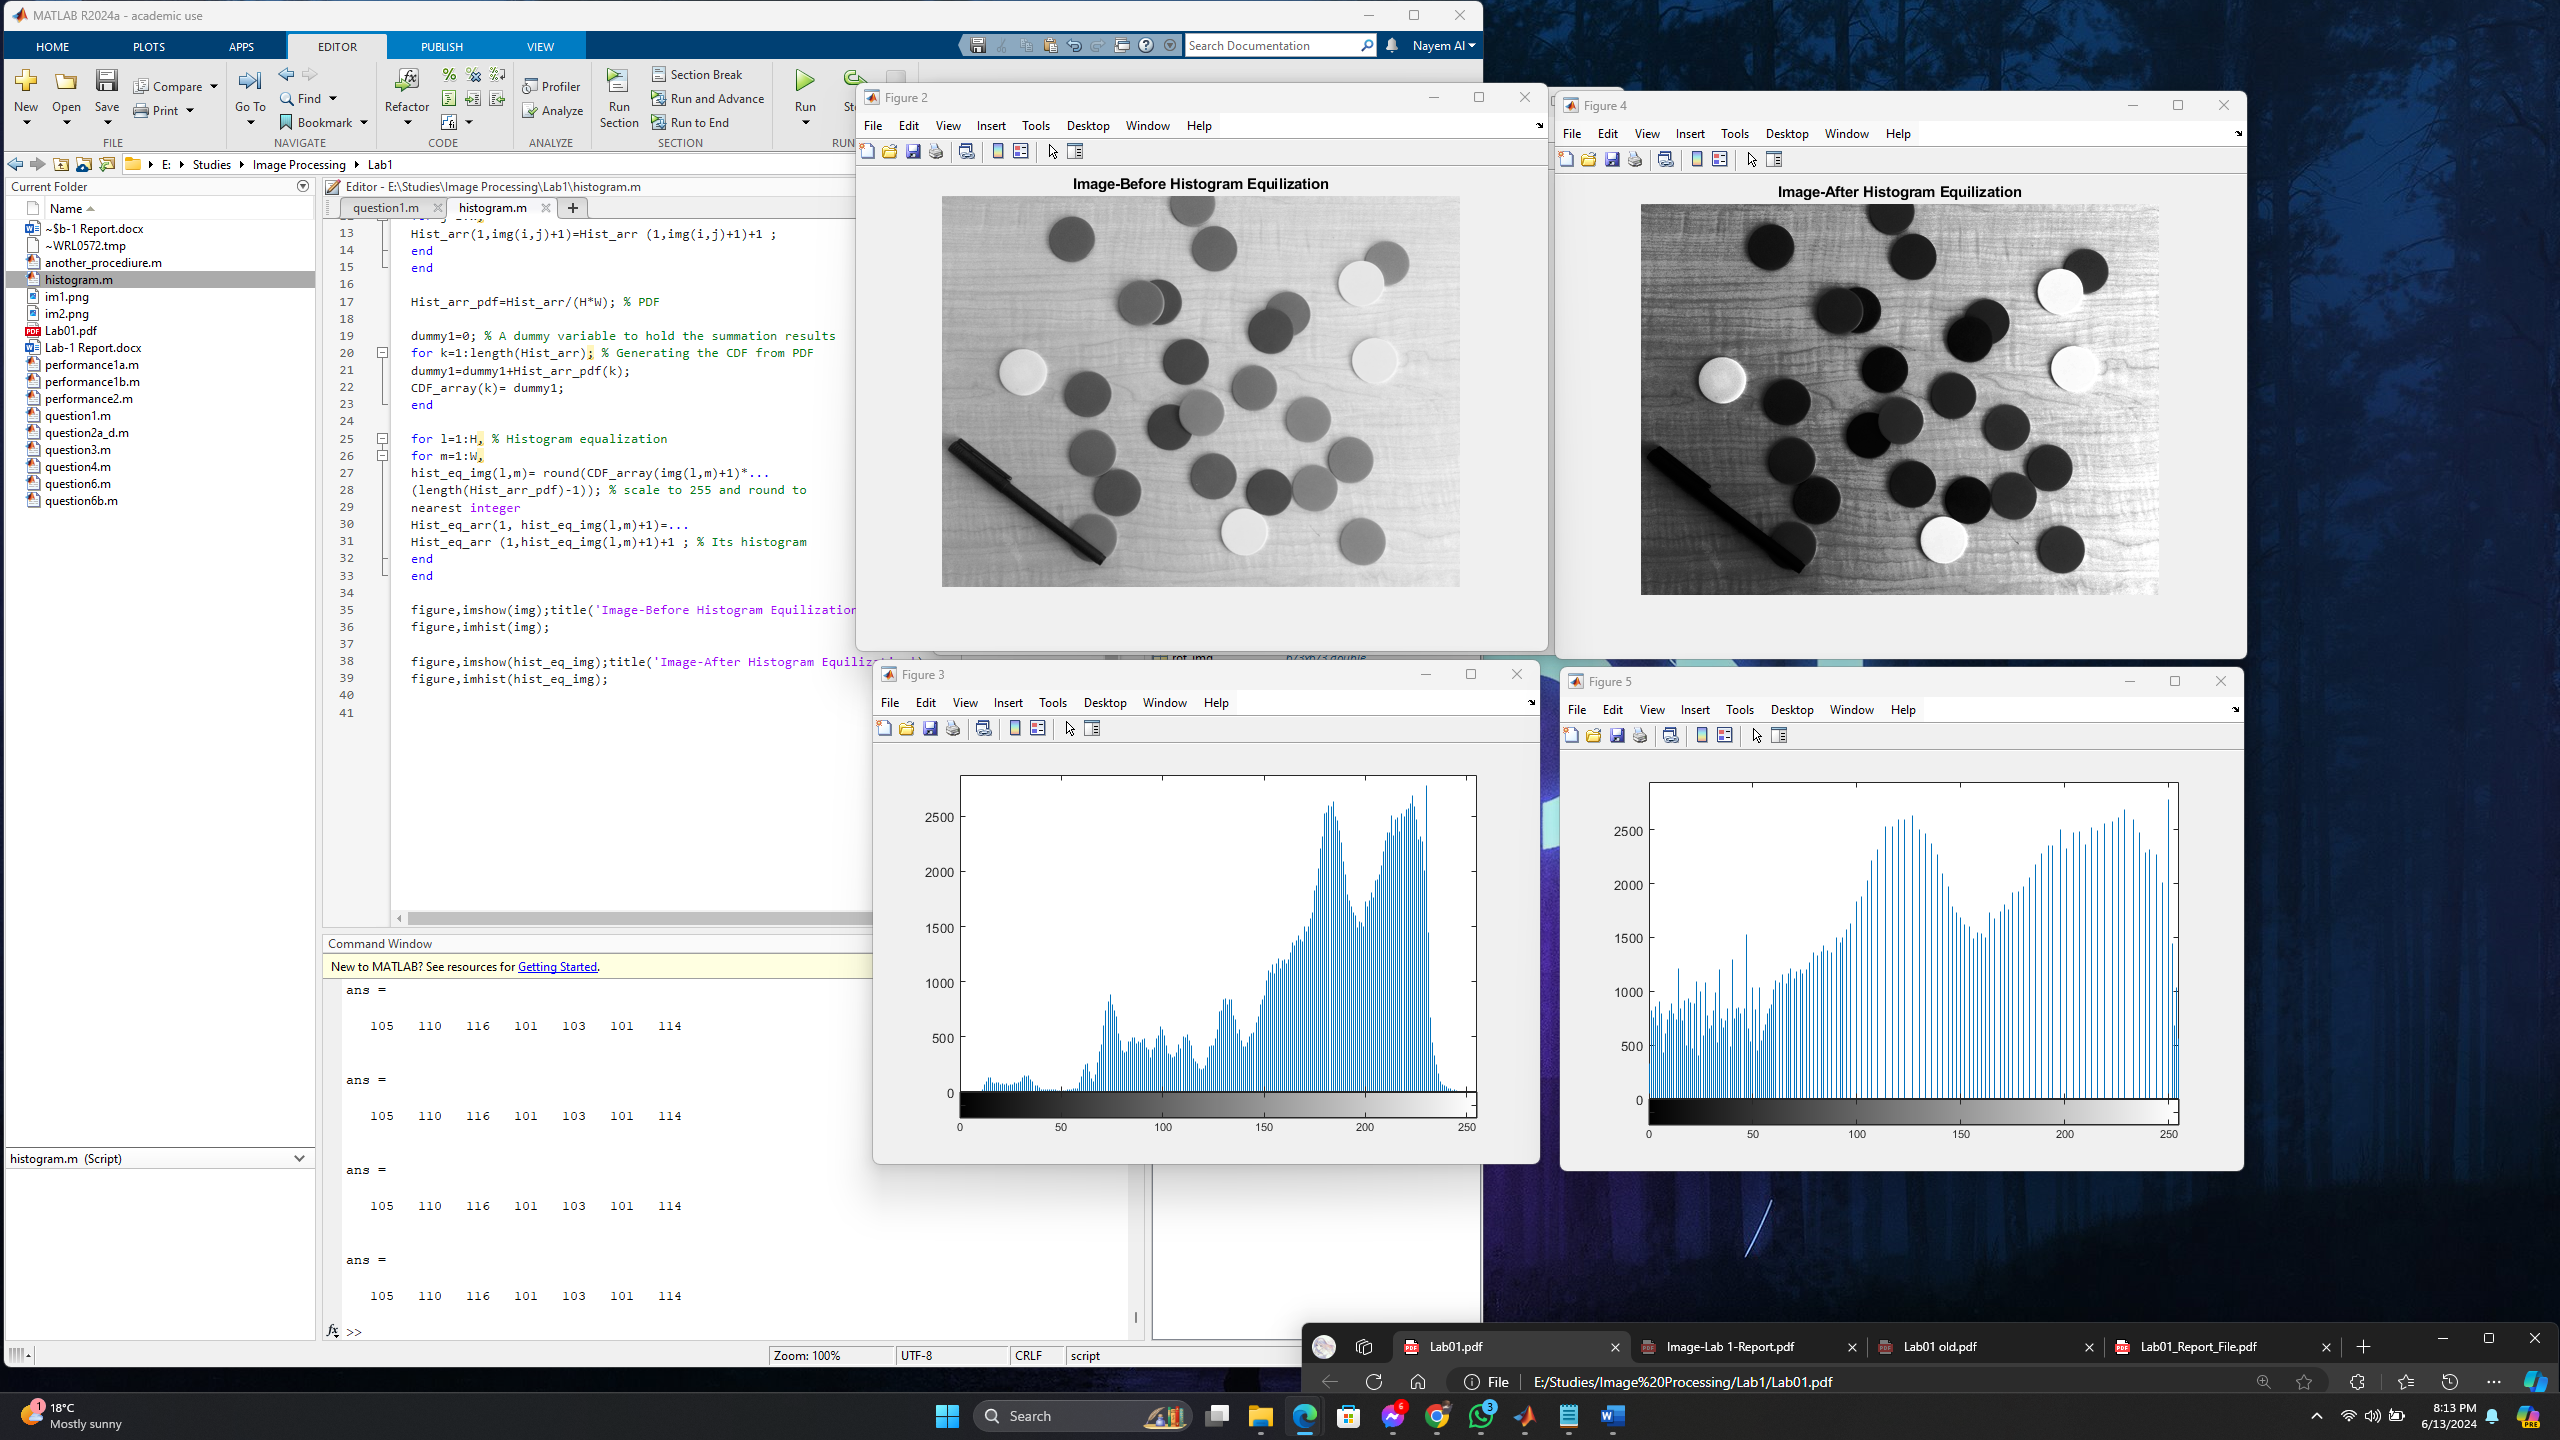 MATLAB R2024a - academic use
HOME PLOTS APPS EDITOR PUBLISH VIEW
Search Documentation
Nayem Al
New Open Save Compare Print
Go To Find Bookmark
Refactor
Profiler
Analyze
Run Section
Section Break
Run and Advance
Run to End
Run
FILE NAVIGATE CODE ANALYZE SECTION
E: Studies Image Processing Lab1
Current Folder
Name
~$b-1 Report.docx
~WRL0572.tmp
another_procediure.m
histogram.m
im1.png
im2.png
Lab01.pdf
Lab-1 Report.docx
performance1a.m
performance1b.m
performance2.m
question1.m
question2a_d.m
question3.m
question4.m
question6.m
question6b.m
histogram.m (Script)
Editor - E:\Studies\Image Processing\Lab1\histogram.m
question1.m histogram.m
13 Hist_arr(1,img(i,j)+1)=Hist_arr (1,img(i,j)+1)+1 ;
14 end
15 end
16
17 Hist_arr_pdf=Hist_arr/(H*W); % PDF
18
19 dummy1=0; % A dummy variable to hold the summation results
20 for k=1:length(Hist_arr); % Generating the CDF from PDF
21 dummy1=dummy1+Hist_arr_pdf(k);
22 CDF_array(k)= dummy1;
23 end
24
25 for l=1:H, % Histogram equalization
26 for m=1:W,
27 hist_eq_img(l,m)= round(CDF_array(img(l,m)+1)*...
28 (length(Hist_arr_pdf)-1)); % scale to 255 and round to
29 nearest integer
30 Hist_eq_arr(1, hist_eq_img(l,m)+1)=...
31 Hist_eq_arr (1,hist_eq_img(l,m)+1)+1 ; % Its histogram
32 end
33 end
34
35 figure,imshow(img);title('Image-Before Histogram Equilization
36 figure,imhist(img);
37
38 figure,imshow(hist_eq_img);title('Image-After Histogram Equilization
39 figure,imhist(hist_eq_img);
40
41
Command Window
New to MATLAB? See resources for Getting Started.
ans =
105 110 116 101 103 101 114
ans =
105 110 116 101 103 101 114
ans =
105 110 116 101 103 101 114
ans =
105 110 116 101 103 101 114
fx >>
Zoom: 100% UTF-8 CRLF script
Figure 2
File Edit View Insert Tools Desktop Window Help
Image-Before Histogram Equilization
Figure 4
File Edit View Insert Tools Desktop Window Help
Image-After Histogram Equilization
Figure 3
File Edit View Insert Tools Desktop Window Help
2500
2000
1500
1000
500
0
0 50 100 150 200 250
Figure 5
File Edit View Insert Tools Desktop Window Help
2500
2000
1500
1000
500
0
0 50 100 150 200 250
Lab01.pdf Image-Lab 1-Report.pdf Lab01 old.pdf Lab01_Report_File.pdf
File E:/Studies/Image%20Processing/Lab1/Lab01.pdf
1
18°C
Mostly sunny
Search
6
3
8:13 PM
6/13/2024
PRE